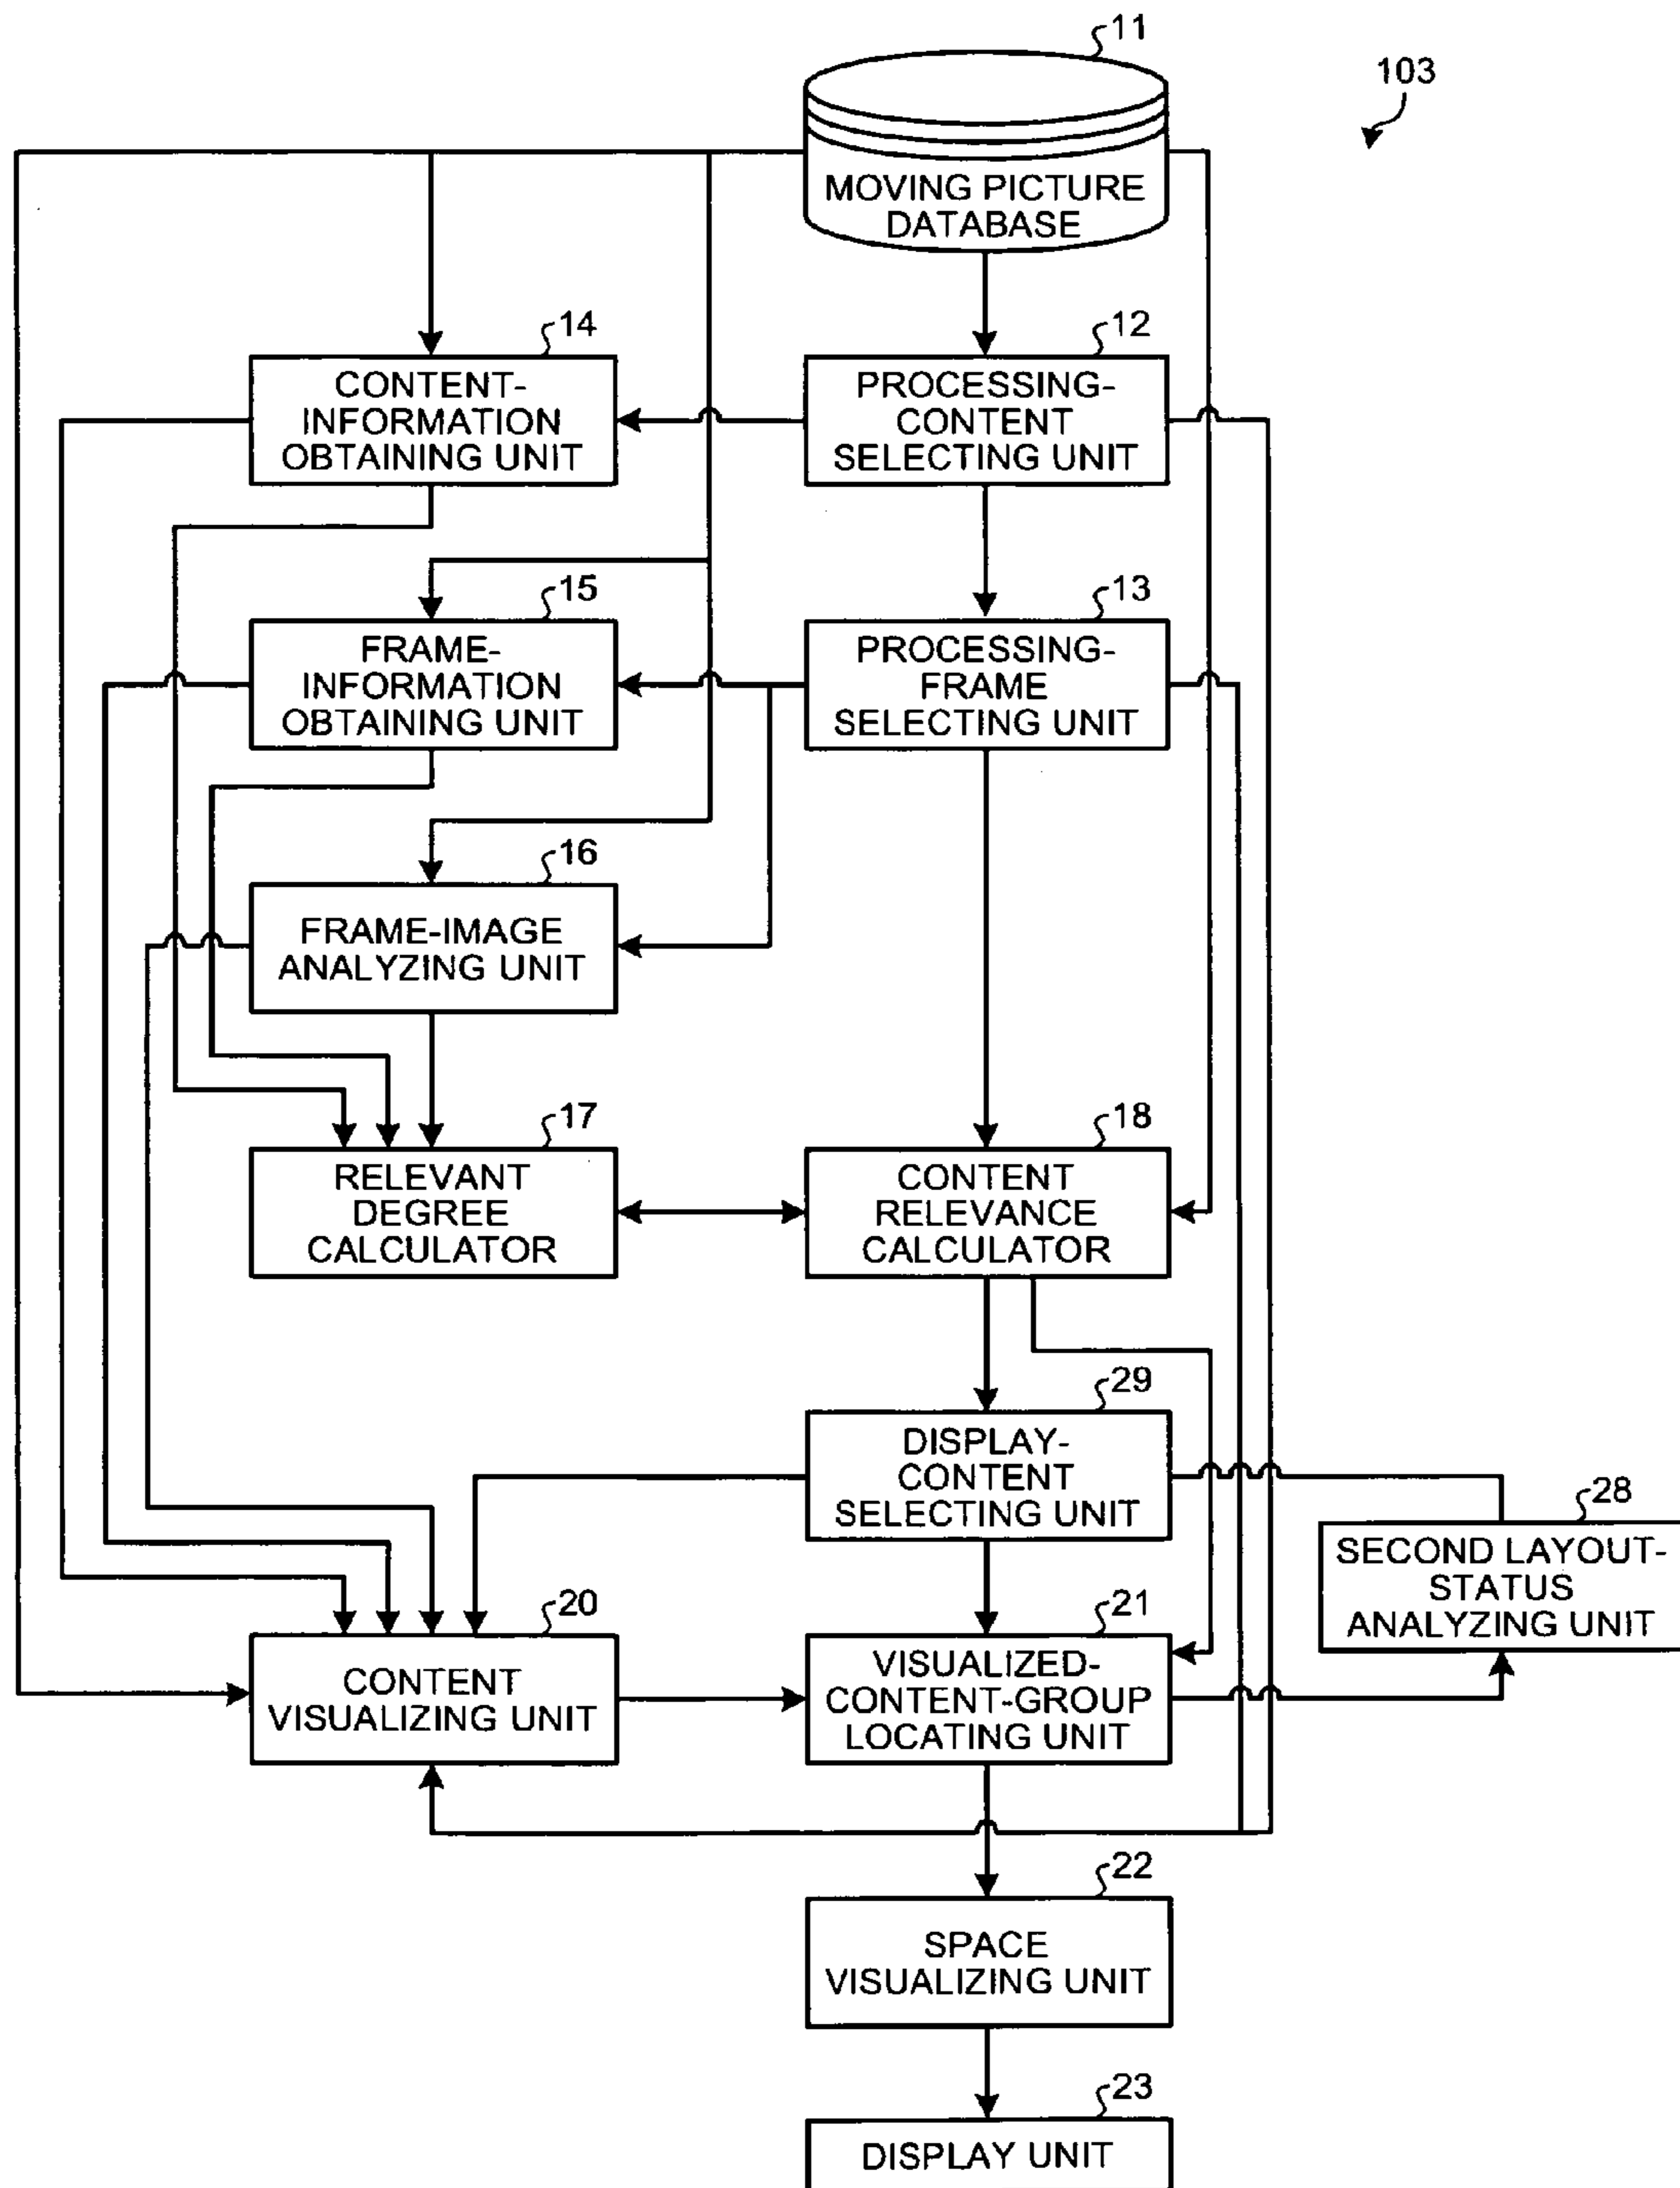 11
103
MOVING PICTURE
DATABASE
14
CONTENT-
INFORMATION
OBTAINING UNIT
12
PROCESSING-
CONTENT
SELECTING UNIT
15
FRAME-
INFORMATION
OBTAINING UNIT
13
PROCESSING-
FRAME
SELECTING UNIT
16
FRAME-IMAGE
ANALYZING UNIT
17
RELEVANT
DEGREE
CALCULATOR
18
CONTENT
RELEVANCE
CALCULATOR
29
DISPLAY-
CONTENT
SELECTING UNIT
28
SECOND LAYOUT-
STATUS
ANALYZING UNIT
20
CONTENT
VISUALIZING UNIT
21
VISUALIZED-
CONTENT-GROUP
LOCATING UNIT
22
SPACE
VISUALIZING UNIT
23
DISPLAY UNIT